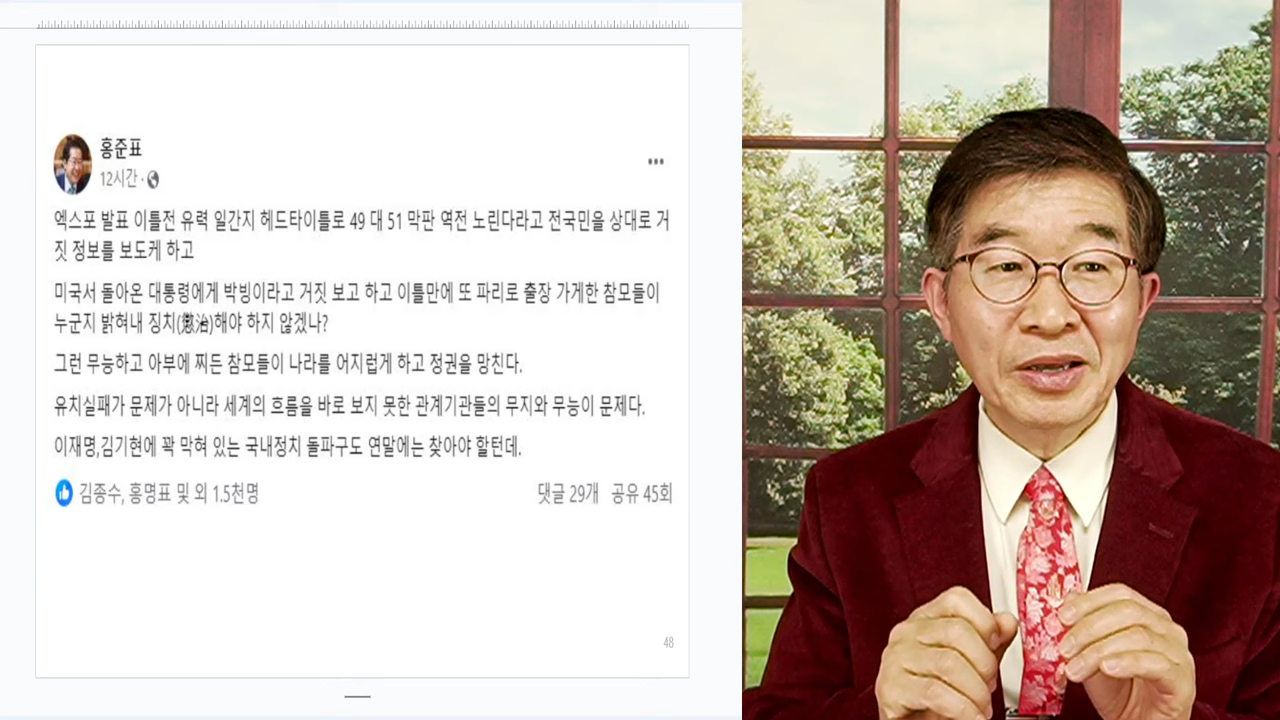 홍준표
12시간 ·
엑스포 발표 이틀전 유력 일간지 헤드타이틀로 49 대 51 막판 역전 노린다라고 전국민을 상대로 거
짓 정보를 보도케 하고
미국서 돌아온 대통령에게 박빙이라고 거짓 보고 하고 이틀만에 또 파리로 출장 가게한 참모들이
누군지 밝혀내 징치(懲治)해야 하지 않겠나?
그런 무능하고 아부에 찌든 참모들이 나라를 어지럽게 하고 정권을 망친다.
유치실패가 문제가 아니라 세계의 흐름을 바로 보지 못한 관계기관들의 무지와 무능이 문제다.
이재명,김기현에 꽉 막혀 있는 국내정치 돌파구도 연말에는 찾아야 할턴데.
김종수, 홍명표 및 외 1.5천명
댓글 29개 공유 45회
48